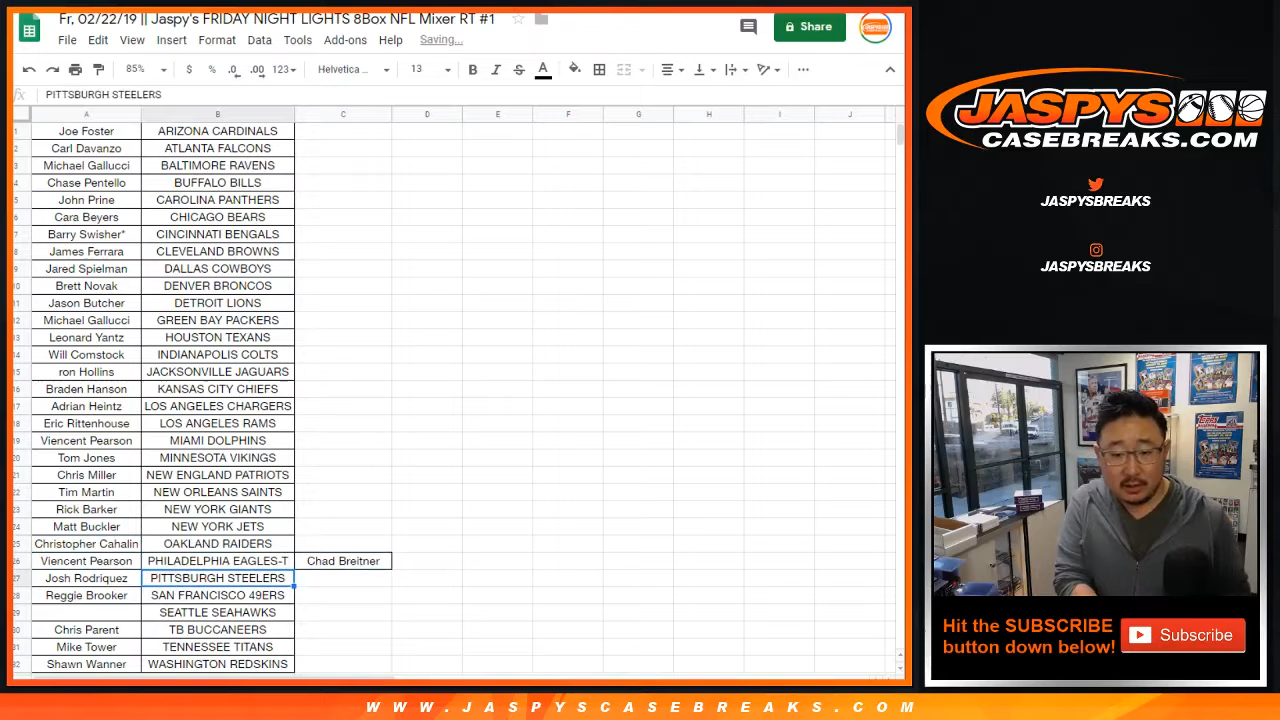 Fr, 02/22/19 || Jaspy's FRIDAY NIGHT LIGHTS 8Box NFL Mixer RT #1
Share
File Edit View Insert Format Data Tools Add-ons Help Saving...
85% $ % .0 .00 123 Helvetica ... 13 B I S A
fx PITTSBURGH STEELERS
A B C D E F G H I J
1 Joe Foster ARIZONA CARDINALS
2 Carl Davanzo ATLANTA FALCONS
3 Michael Gallucci BALTIMORE RAVENS
4 Chase Pentello BUFFALO BILLS
5 John Prine CAROLINA PANTHERS
6 Cara Beyers CHICAGO BEARS
7 Barry Swisher* CINCINNATI BENGALS
8 James Ferrara CLEVELAND BROWNS
9 Jared Spielman DALLAS COWBOYS
10 Brett Novak DENVER BRONCOS
11 Jason Butcher DETROIT LIONS
12 Michael Gallucci GREEN BAY PACKERS
13 Leonard Yantz HOUSTON TEXANS
14 Will Comstock INDIANAPOLIS COLTS
15 ron Hollins JACKSONVILLE JAGUARS
16 Braden Hanson KANSAS CITY CHIEFS
17 Adrian Heintz LOS ANGELES CHARGERS
18 Eric Rittenhouse LOS ANGELES RAMS
19 Viencent Pearson MIAMI DOLPHINS
20 Tom Jones MINNESOTA VIKINGS
21 Chris Miller NEW ENGLAND PATRIOTS
22 Tim Martin NEW ORLEANS SAINTS
23 Rick Barker NEW YORK GIANTS
24 Matt Buckler NEW YORK JETS
25 Christopher Cahalin OAKLAND RAIDERS
26 Viencent Pearson PHILADELPHIA EAGLES-T Chad Breitner
27 Josh Rodriquez PITTSBURGH STEELERS
28 Reggie Brooker SAN FRANCISCO 49ERS
29 SEATTLE SEAHAWKS
30 Chris Parent TB BUCCANEERS
31 Mike Tower TENNESSEE TITANS
32 Shawn Wanner WASHINGTON REDSKINS
JASPYS
CASEBREAKS.COM
JASPYSBREAKS
JASPYSBREAKS
Hit the SUBSCRIBE
button down below!
Subscribe
WWW.JASPYSCASEBREAKS.COM